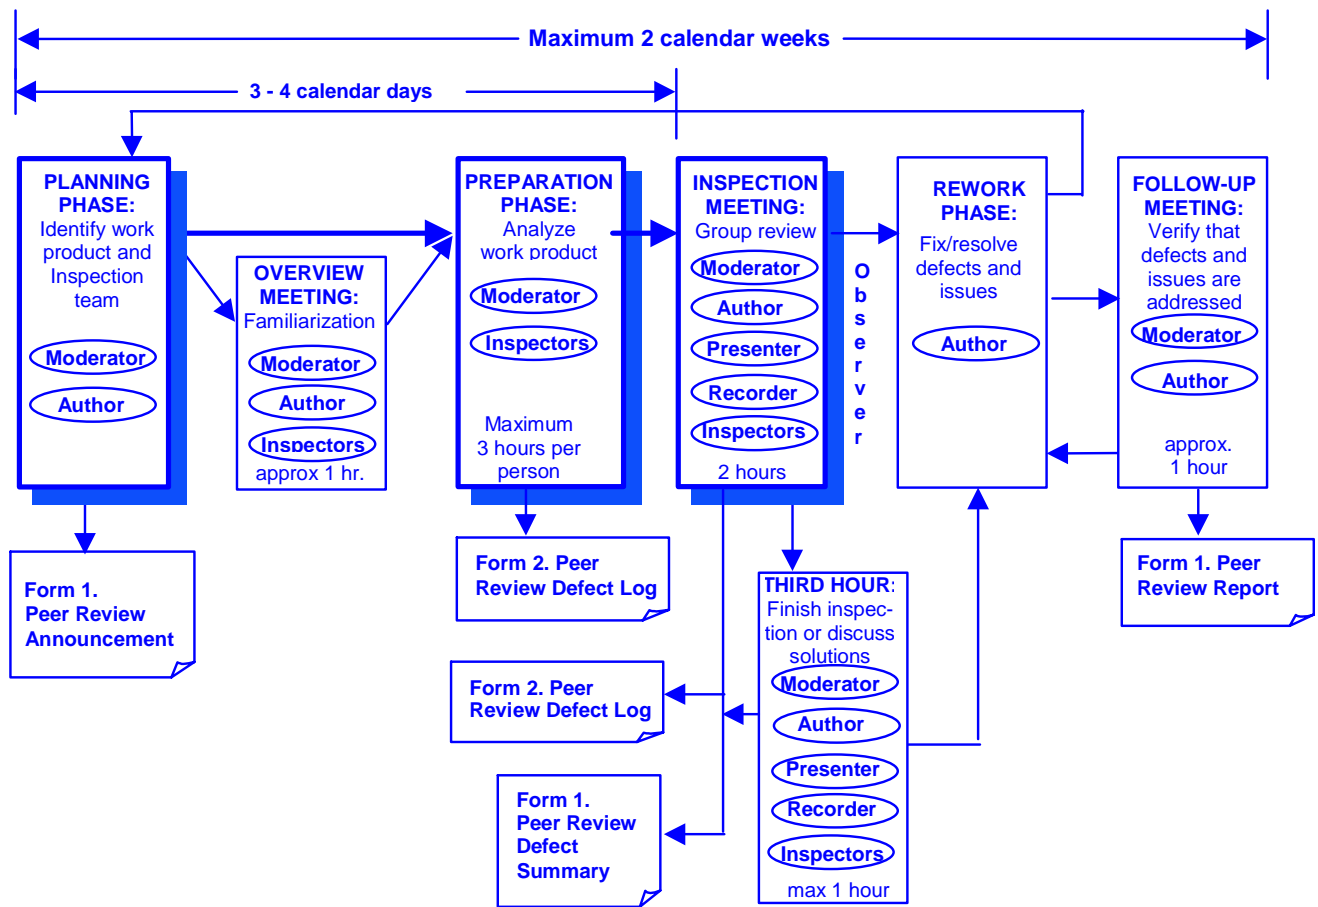 Maximum 2 calendar weeks
3 - 4 calendar days
PLANNING
PHASE:
Identify work
product and
Inspection
team
Moderator
Author
OVERVIEW
MEETING:
Familiarization
Moderator
Author
Inspectors
approx 1 hr.
PREPARATION
PHASE:
Analyze
work product
Moderator
Inspectors
Maximum
3 hours per
person
INSPECTION
MEETING:
Group review
Moderator
Author
Presenter
Recorder
Inspectors
2 hours
Observer
REWORK
PHASE:
Fix/resolve
defects and
issues
Author
FOLLOW-UP
MEETING:
Verify that
defects and
issues are
addressed
Moderator
Author
approx.
1 hour
Form 1.
Peer Review
Announcement
Form 2. Peer
Review Defect Log
Form 2. Peer
Review Defect Log
Form 1.
Peer Review
Defect
Summary
THIRD HOUR:
Finish inspec-
tion or discuss
solutions
Moderator
Author
Presenter
Recorder
Inspectors
max 1 hour
Form 1. Peer
Review Report